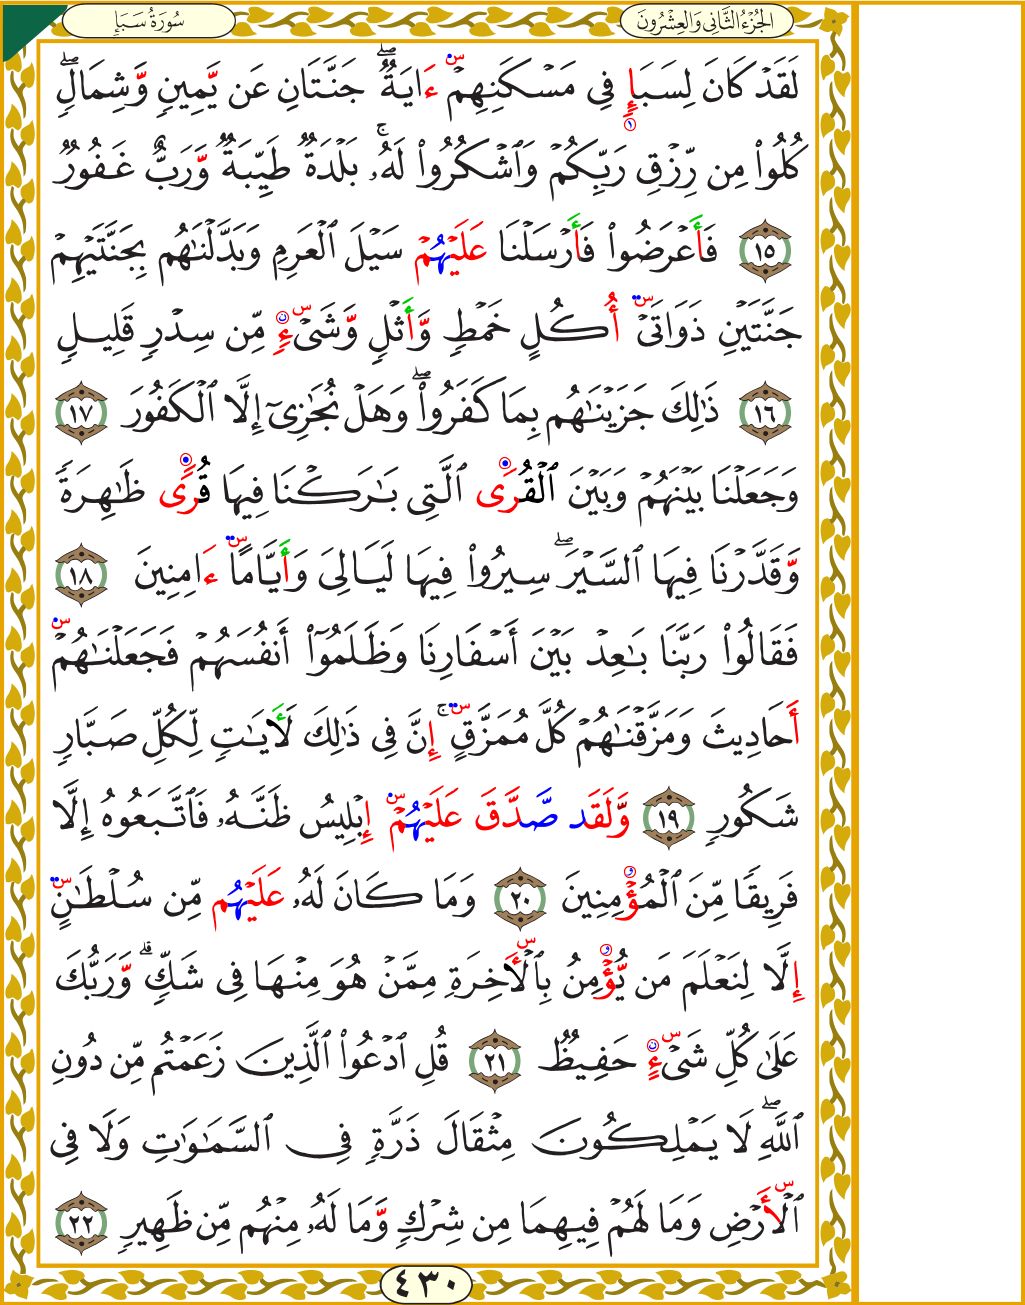 سُورَةُ سَبَإٍ
الجُزْءُ الثَّانِي وَالعِشْرُونَ
لَقَدْ كَانَ لِسَبَإٍ فِي مَسْكَنِهِمْ ءَايَةٌ ۖ جَنَّتَانِ عَن يَمِينٍ وَّشِمَالٍ ۖ
كُلُوا۟ مِن رِّزْقِ رَبِّكُمْ وَٱشْكُرُوا۟ لَهُۥ ۚ بَلْدَةٌ طَيِّبَةٌ وَّرَبٌّ غَفُورٌ
١٥ فَأَعْرَضُوا۟ فَأَرْسَلْنَا عَلَيْهُمْ سَيْلَ ٱلْعَرِمِ وَبَدَّلْنَـٰهُم بِجَنَّتَيْهِمْ
جَنَّتَيْنِ ذَوَاتَىْ أُكُلٍ خَمْطٍ وَّأَثْلٍ وَّشَىْءٍ مِّن سِدْرٍ قَلِيلٍ
١٦ ذَٰلِكَ جَزَيْنَـٰهُم بِمَا كَفَرُوا۟ ۖ وَهَلْ نُجَـٰزِىٓ إِلَّا ٱلْكَفُورَ ١٧
وَجَعَلْنَا بَيْنَهُمْ وَبَيْنَ ٱلْقُرَى ٱلَّتِى بَـٰرَكْنَا فِيهَا قُرًى ظَـٰهِرَةً
وَّقَدَّرْنَا فِيهَا ٱلسَّيْرَ ۖ سِيرُوا۟ فِيهَا لَيَالِىَ وَأَيَّامًا ءَامِنِينَ ١٨
فَقَالُوا۟ رَبَّنَا بَـٰعِدْ بَيْنَ أَسْفَارِنَا وَظَلَمُوٓا۟ أَنفُسَهُمْ فَجَعَلْنَـٰهُمْ
أَحَادِيثَ وَمَزَّقْنَـٰهُمْ كُلَّ مُمَزَّقٍ ۚ إِنَّ فِى ذَٰلِكَ لَأَيَـٰتٍ لِّكُلِّ صَبَّارٍ
شَكُورٍ ١٩ وَّلَقَد صَّدَّقَ عَلَيْهُمْ إِبْلِيسُ ظَنَّهُۥ فَٱتَّبَعُوهُ إِلَّا
فَرِيقًا مِّنَ ٱلْمُؤْمِنِينَ ٢٠ وَمَا كَانَ لَهُۥ عَلَيْهُم مِّن سُلْطَـٰنٍ
إِلَّا لِنَعْلَمَ مَن يُّؤْمِنُ بِٱلْأَخِرَةِ مِمَّنْ هُوَ مِنْهَا فِى شَكٍّ ۗ وَّرَبُّكَ
عَلَىٰ كُلِّ شَىْءٍ حَفِيظٌ ٢١ قُلِ ٱدْعُوا۟ ٱلَّذِينَ زَعَمْتُم مِّن دُونِ
ٱللَّهِ ۖ لَا يَمْلِكُونَ مِثْقَالَ ذَرَّةٍ فِى ٱلسَّمَـٰوَٰتِ وَلَا فِى
ٱلْأَرْضِ وَمَا لَهُمْ فِيهِمَا مِن شِرْكٍ وَّمَا لَهُۥ مِنْهُم مِّن ظَهِيرٍ ٢٢
٤٣٠